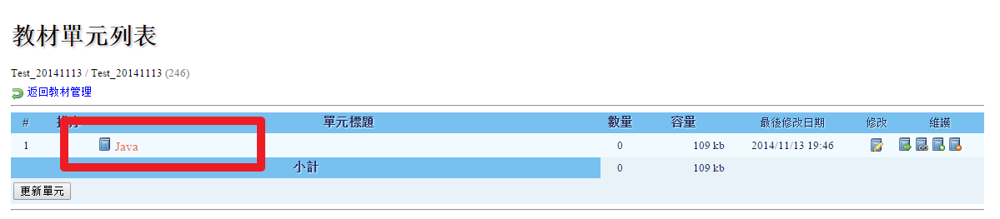 教材單元列表
Test_20141113 / Test_20141113 (246)
返回教材管理
# 單元標題 數量 容量 最後修改日期 修改 維護
1 Java 0 109 kb 2014/11/13 19:46
小計 0 109 kb
更新單元